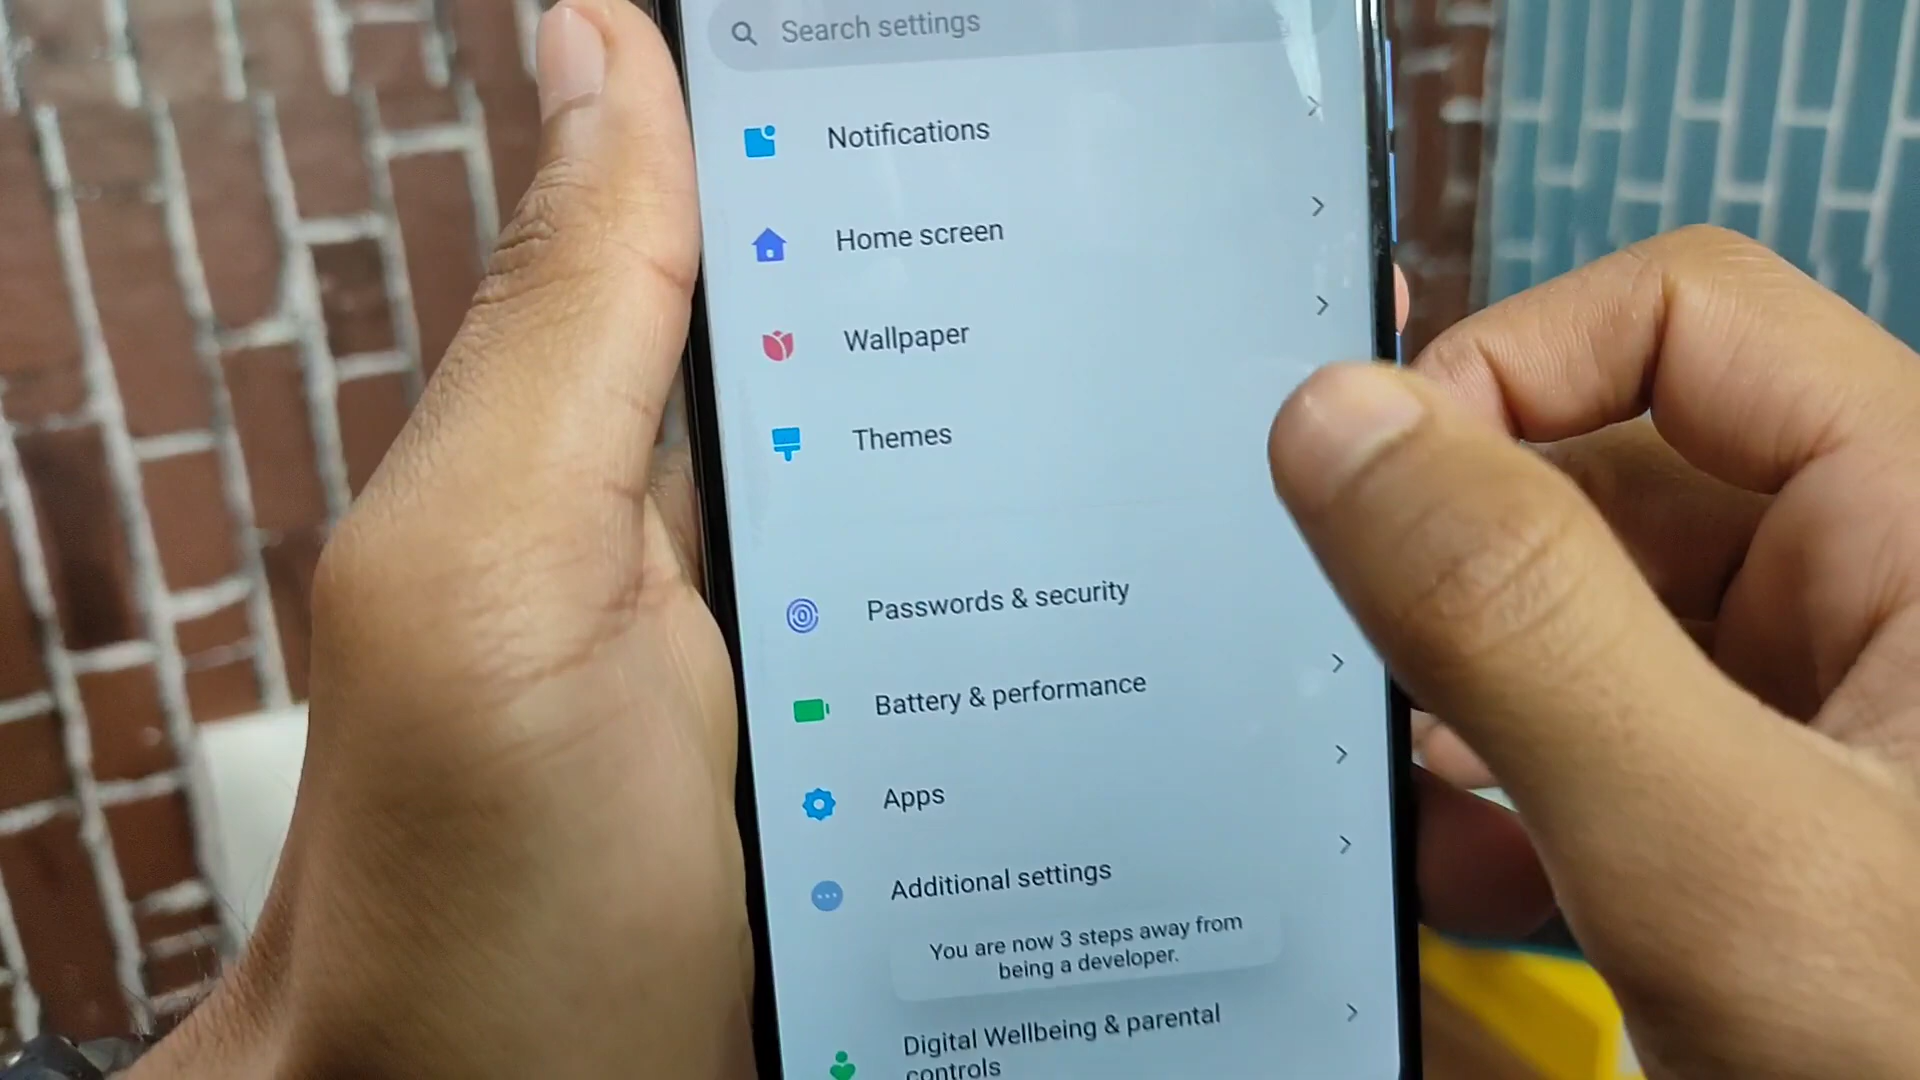 Search settings
Notifications
Home screen
Wallpaper
Themes
Passwords & security
Battery & performance
Apps
Additional settings
You are now 3 steps away from
being a developer.
Digital Wellbeing & parental
controls